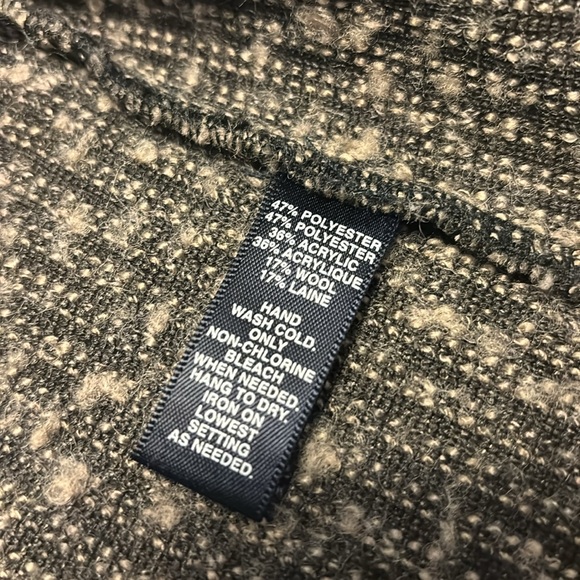 47% POLYESTER
47% POLYESTER
36% ACRYLIC
36% ACRYLIQUE
17% WOOL
17% LAINE
HAND
WASH COLD.
ONLY
NON-CHLORINE
BLEACH
WHEN NEEDED.
HANG TO DRY.
IRON ON
LOWEST
SETTING
AS NEEDED.